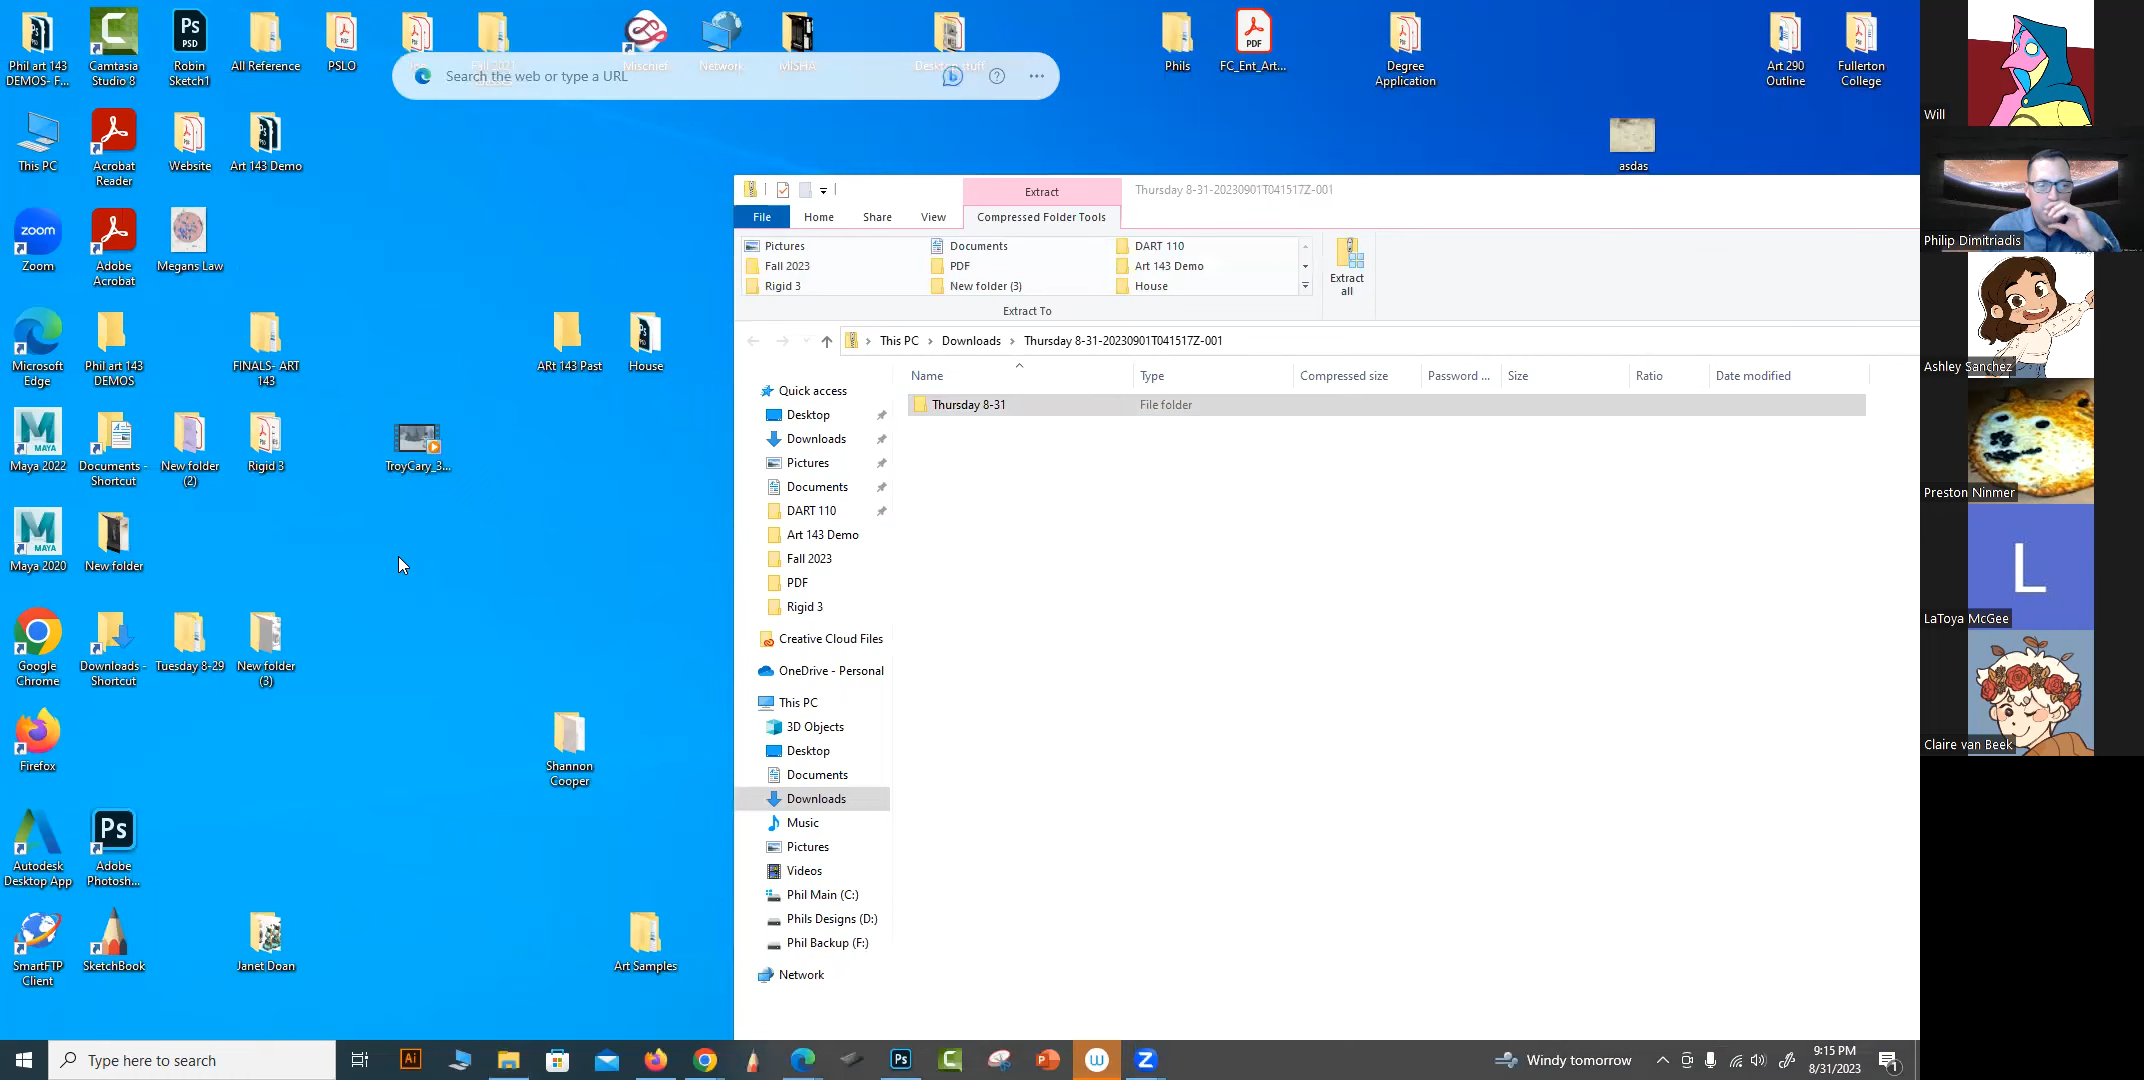 Phil art 143
DEMOS- F...
Camtasia
Studio 8
Robin
Sketch1
All Reference
PSLO
Mischief
Network
MISHA
Desktop stuff
Phils
FC_Ent_Art...
Degree
Application
Art 290
Outline
Fullerton
College
Search the web or type a URL
This PC
Acrobat
Reader
Website
Art 143 Demo
asdas
zoom
Zoom
Adobe
Acrobat
Megans Law
Microsoft
Edge
Phil art 143
DEMOS
FINALS- ART
143
ARt 143 Past
House
Maya 2022
Documents -
Shortcut
New folder
(2)
Rigid 3
TroyCary_3...
Maya 2020
New folder
Google
Chrome
Downloads -
Shortcut
Tuesday 8-29
New folder
(3)
Firefox
Shannon
Cooper
Autodesk
Desktop App
Adobe
Photosh...
SmartFTP
Client
SketchBook
Janet Doan
Art Samples
Extract
Thursday 8-31-20230901T041517Z-001
File
Home
Share
View
Compressed Folder Tools
Pictures
Documents
DART 110
Fall 2023
PDF
Art 143 Demo
Rigid 3
New folder (3)
House
Extract
all
Extract To
This PC > Downloads > Thursday 8-31-20230901T041517Z-001
Name
Type
Compressed size
Password ...
Size
Ratio
Date modified
Thursday 8-31
File folder
Quick access
Desktop
Downloads
Pictures
Documents
DART 110
Art 143 Demo
Fall 2023
PDF
Rigid 3
Creative Cloud Files
OneDrive - Personal
This PC
3D Objects
Desktop
Documents
Downloads
Music
Pictures
Videos
Phil Main (C:)
Phils Designs (D:)
Phil Backup (F:)
Network
Will
Philip Dimitriadis
Ashley Sanchez
Preston Ninmer
L
LaToya McGee
Claire van Beek
Type here to search
Windy tomorrow
9:15 PM
8/31/2023